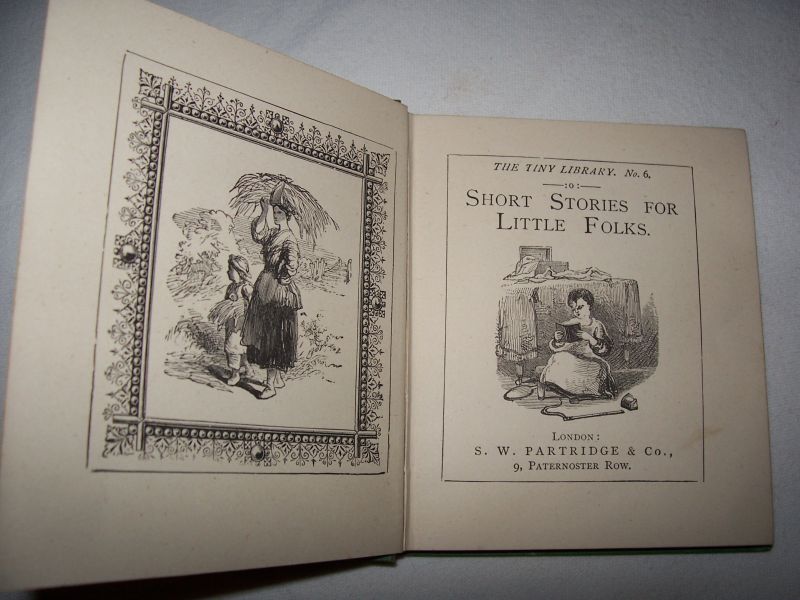 THE TINY LIBRARY. No. 6.
:o:
SHORT STORIES FOR
LITTLE FOLKS.
LONDON:
S. W. PARTRIDGE & Co.,
9, PATERNOSTER ROW.